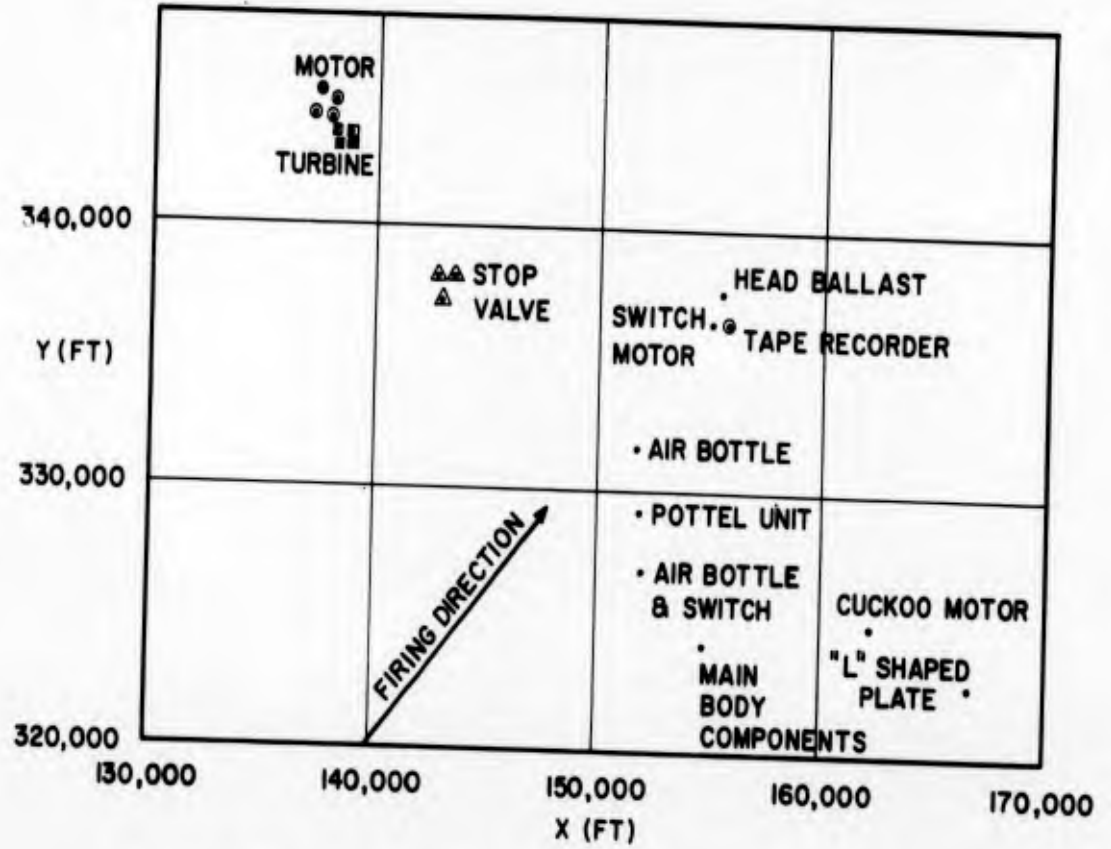 MOTOR
TURBINE
340,000
STOP
VALVE
HEAD BALLAST
SWITCH
MOTOR
TAPE RECORDER
Y (FT)
AIR BOTTLE
330,000
POTTEL UNIT
FIRING DIRECTION
AIR BOTTLE
& SWITCH
CUCKOO MOTOR
MAIN
BODY
COMPONENTS
"L" SHAPED
PLATE
320,000
130,000
140,000
150,000
160,000
170,000
X (FT)